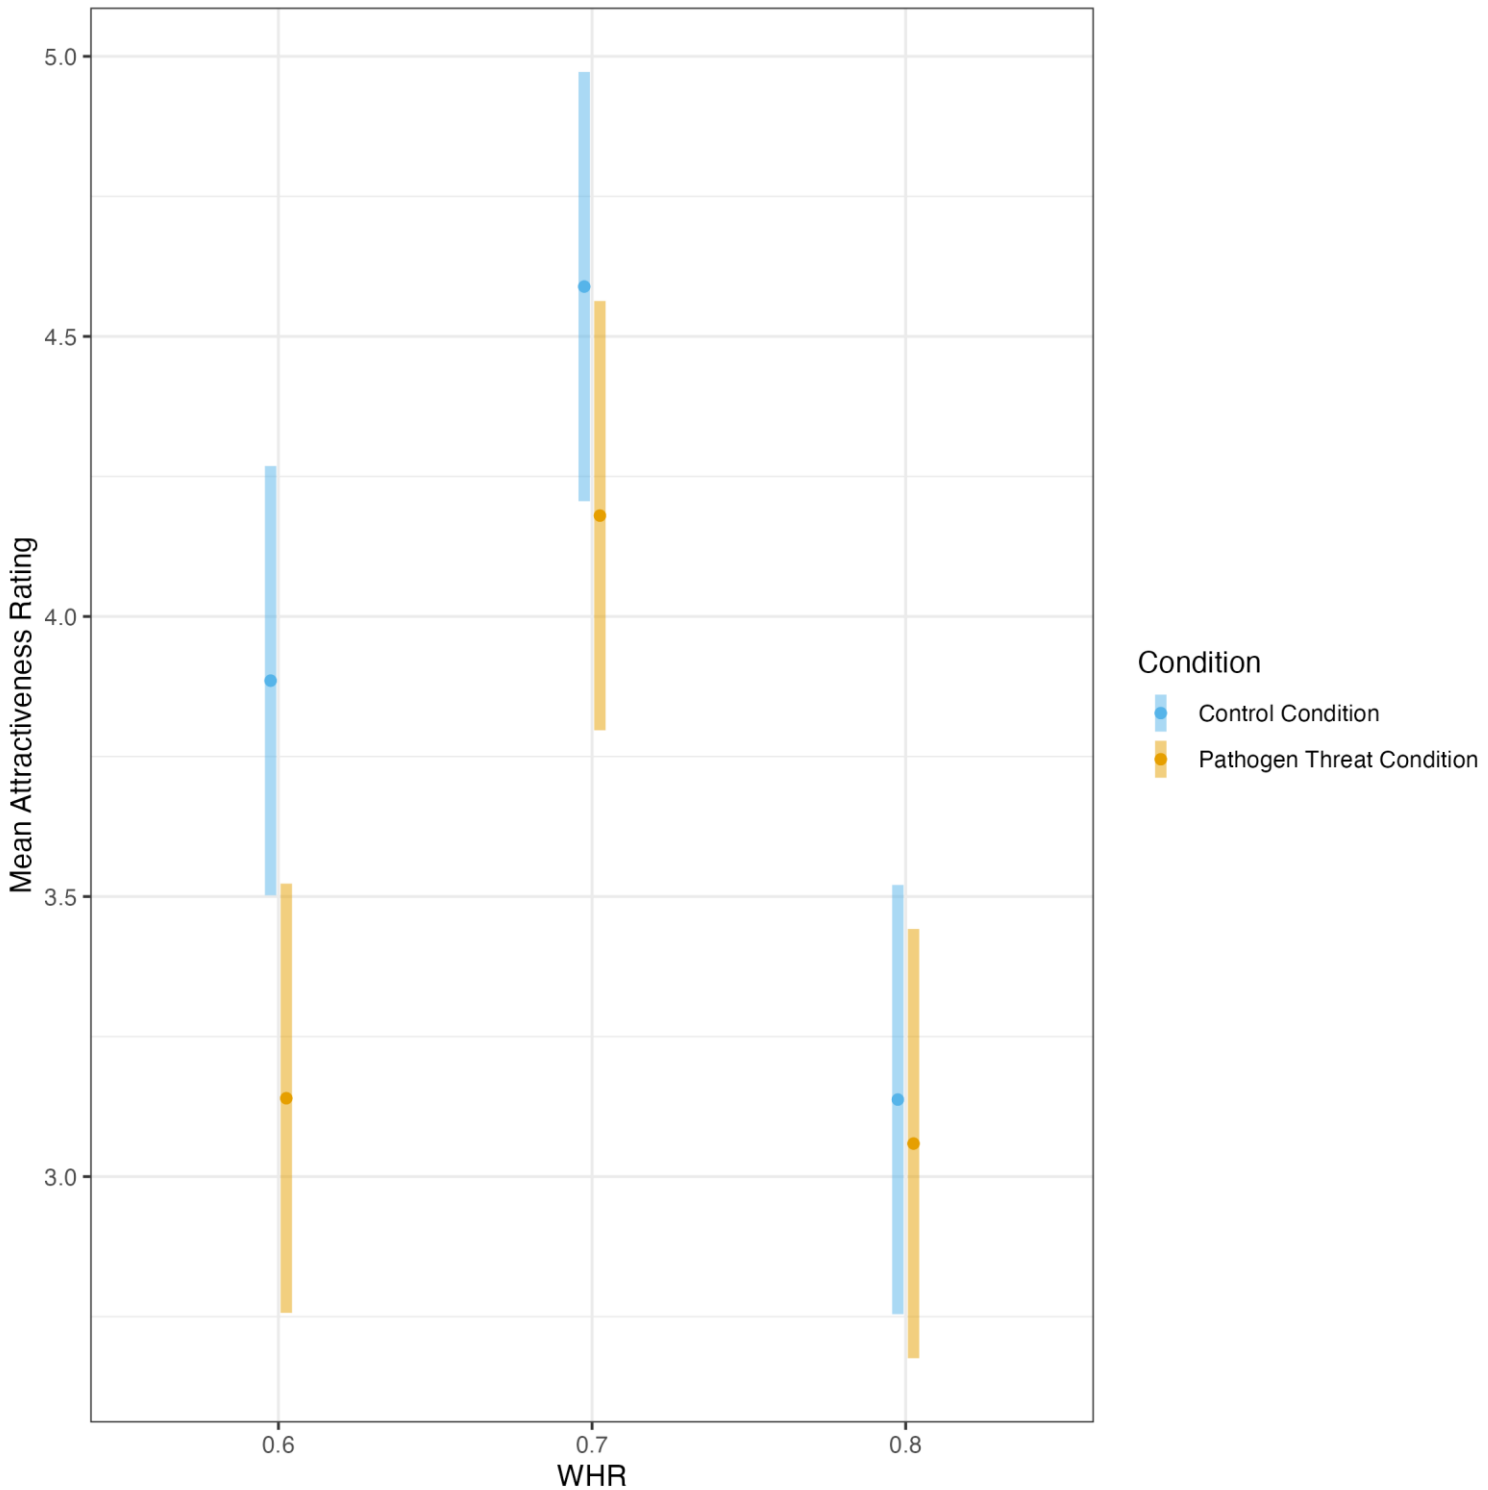 5.0
4.5
4.0
3.5
3.0
Mean Attractiveness Rating
0.6
0.7
0.8
WHR
Condition
Control Condition
Pathogen Threat Condition